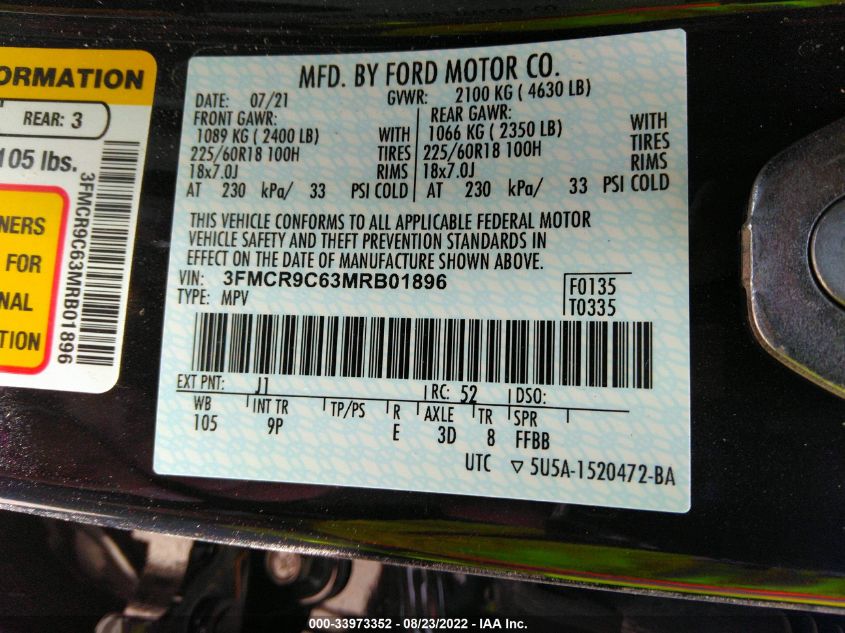 ORMATION
REAR: 3
105 lbs.
NERS
FOR
NAL
TION
3FMCR9C63MRB01896
MFD. BY FORD MOTOR CO.
DATE: 07/21 GVWR: 2100 KG ( 4630 LB)
FRONT GAWR: REAR GAWR:
1089 KG ( 2400 LB) WITH 1066 KG ( 2350 LB) WITH
225/60R18 100H TIRES 225/60R18 100H TIRES
18x7.0J RIMS 18x7.0J RIMS
AT 230 kPa/ 33 PSI COLD AT 230 kPa/ 33 PSI COLD
THIS VEHICLE CONFORMS TO ALL APPLICABLE FEDERAL MOTOR
VEHICLE SAFETY AND THEFT PREVENTION STANDARDS IN
EFFECT ON THE DATE OF MANUFACTURE SHOWN ABOVE.
VIN: 3FMCR9C63MRB01896 F0135
TYPE: MPV T0335
EXT PNT: J1 RC: 52 DSO:
WB INT TR TP/PS R AXLE TR SPR
105 9P E 3D 8 FFBB
UTC ▽ 5U5A-1520472-BA
000-33973352 - 08/23/2022 - IAA Inc.